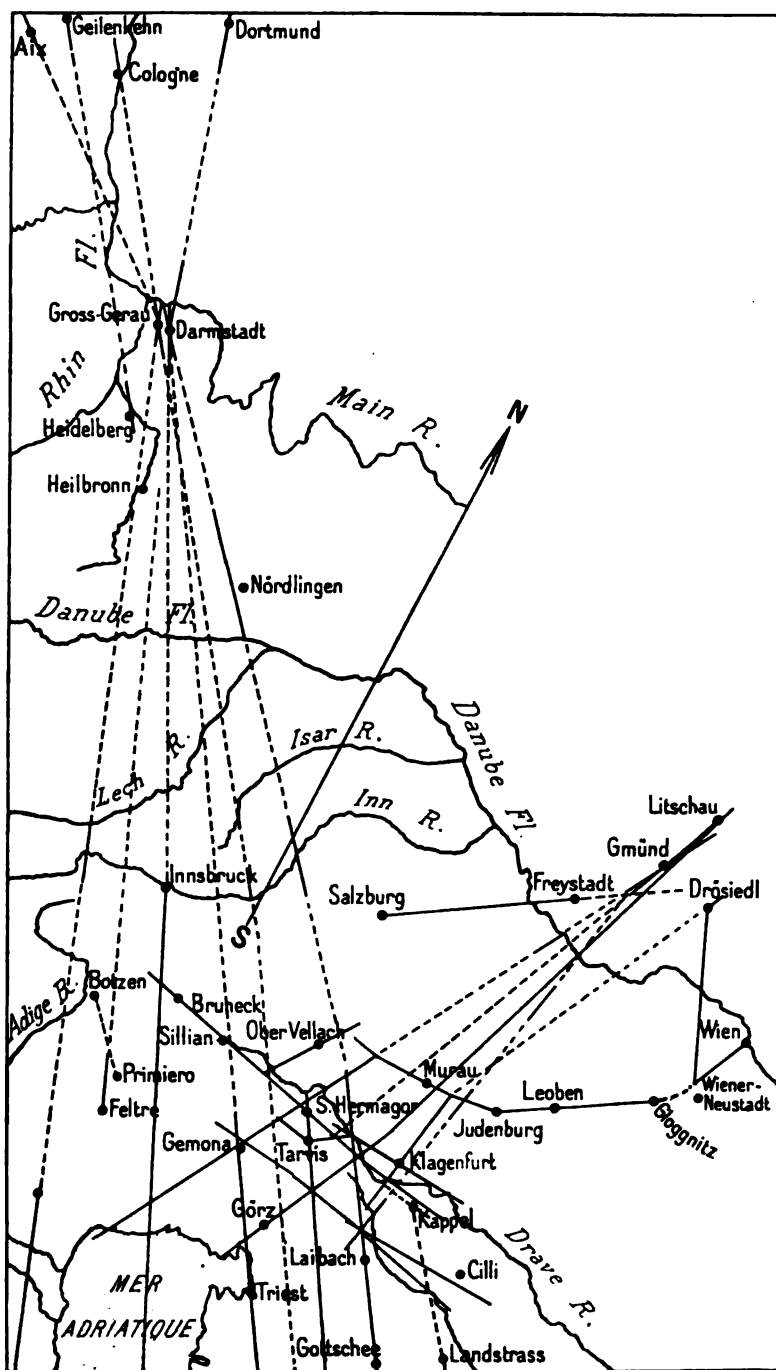 Geilenkehn
Dortmund
Aix
Cologne
Fl.
Gross-Gerau
Darmstadt
Rhin
Main R.
N
Heidelberg
Heilbronn
Nördlingen
Danube Fl.
Danube Fl.
Lech R.
Isar R.
Inn R.
Litschau
Gmünd
Innsbruck
Salzburg
Freystadt
Drösiedl
S
Botzen
Bruneck
Adige
Sillian
Ober Vellach
Wien
Murau
Primiero
Leoben
Wiener-
Neustadt
Feltre
S. Hermagor
Judenburg
Gloggnitz
Gemona
Tarvis
Klagenfurt
Görz
Kappel
Drave R.
Laibach
Cilli
MER
ADRIATIQUE
Triest
Gottschee
Landstrass